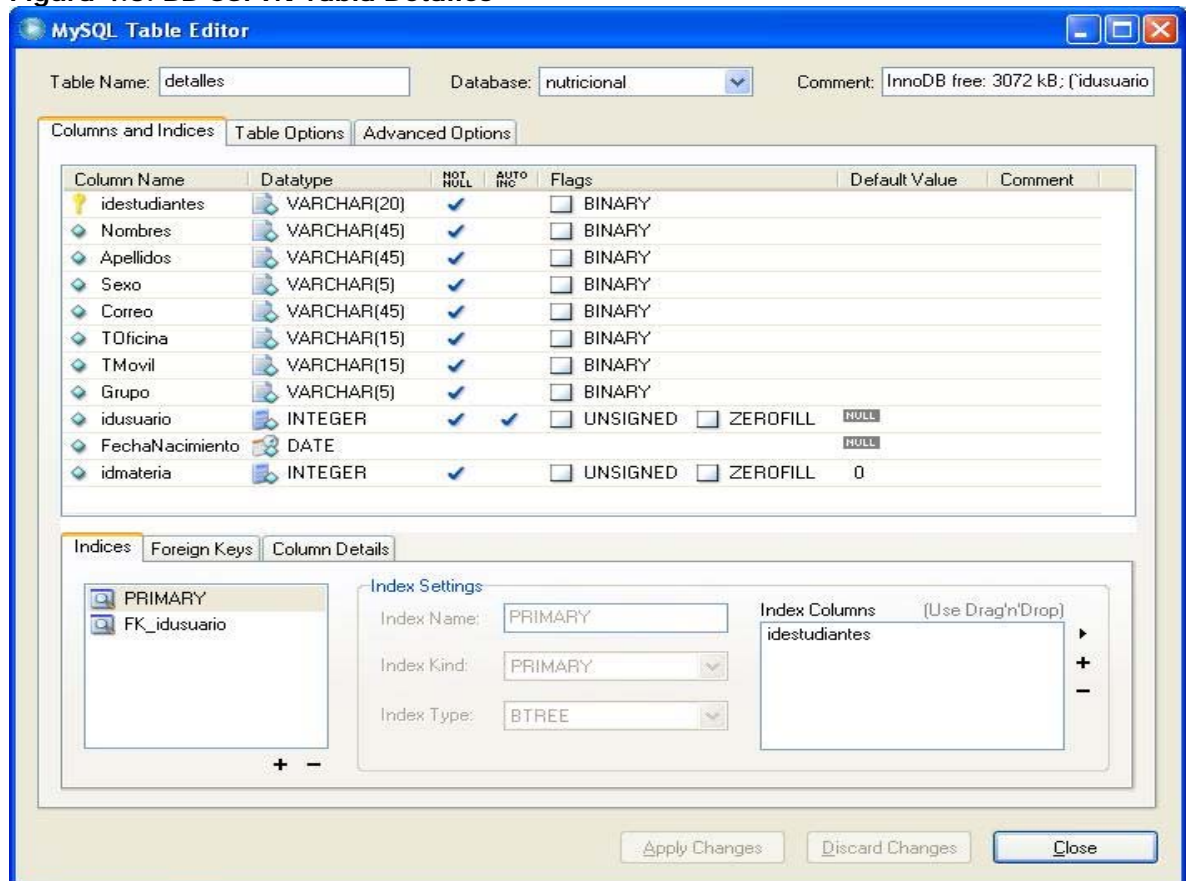 MySQL Table Editor
Table Name: detalles Database: nutricional Comment: InnoDB free: 3072 kB; (`idusuario
Columns and Indices Table Options Advanced Options
Column Name Datatype NOT NULL AUTO INC Flags Default Value Comment
idestudiantes VARCHAR(20) BINARY
Nombres VARCHAR(45) BINARY
Apellidos VARCHAR(45) BINARY
Sexo VARCHAR(5) BINARY
Correo VARCHAR(45) BINARY
TOficina VARCHAR(15) BINARY
TMovil VARCHAR(15) BINARY
Grupo VARCHAR(5) BINARY
idusuario INTEGER UNSIGNED ZEROFILL NULL
FechaNacimiento DATE NULL
idmateria INTEGER UNSIGNED ZEROFILL 0
Indices Foreign Keys Column Details
PRIMARY
FK_idusuario
Index Settings
Index Name: PRIMARY
Index Kind: PRIMARY
Index Type: BTREE
Index Columns (Use Drag'n'Drop)
idestudiantes
Apply Changes Discard Changes Close